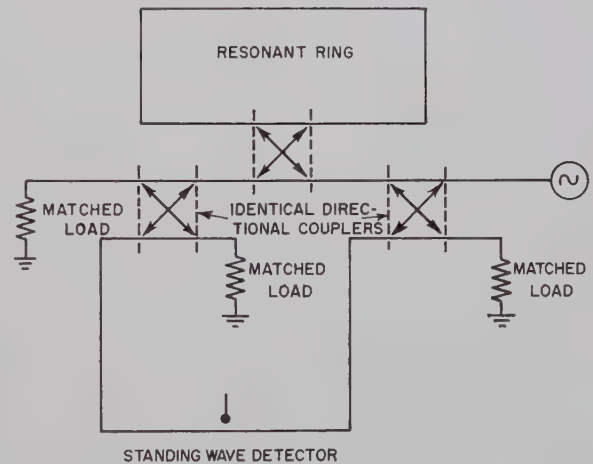 RESONANT RING
MATCHED
LOAD
IDENTICAL DIREC-
TIONAL COUPLERS
MATCHED
LOAD
MATCHED
LOAD
STANDING WAVE DETECTOR